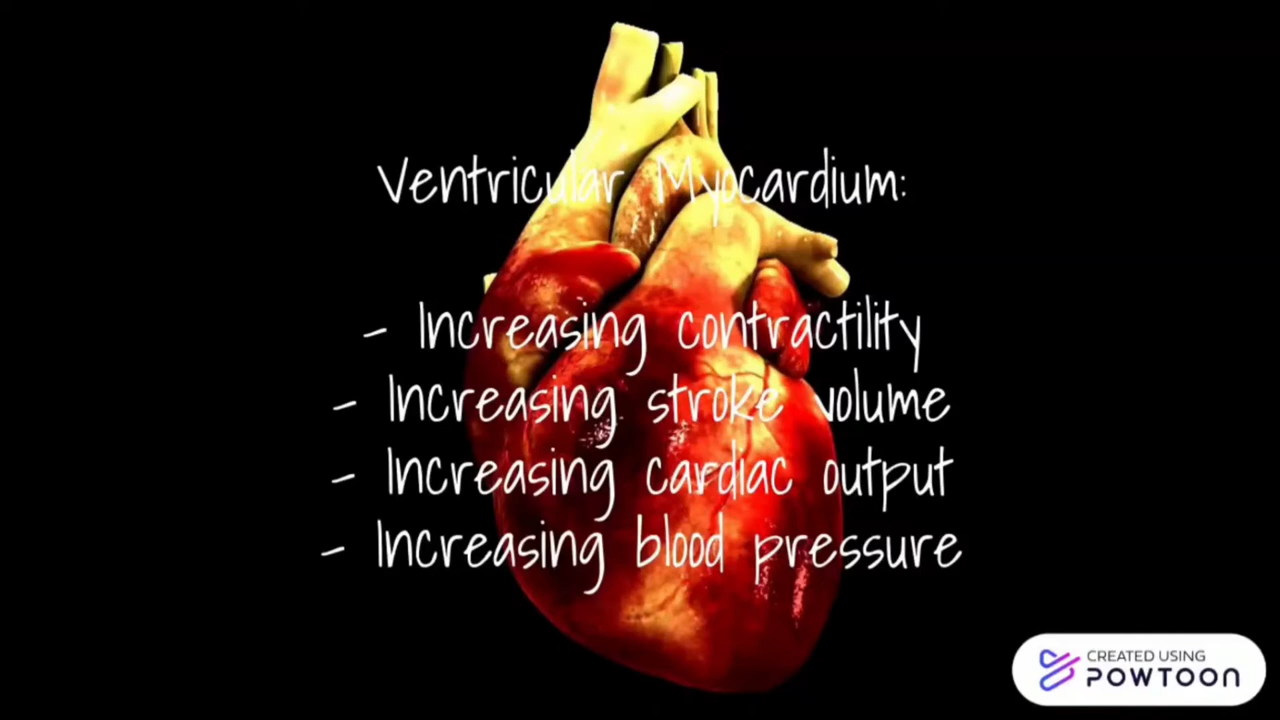 Ventricular Myocardium:
- Increasing contractility
- Increasing stroke volume
- Increasing cardiac output
- Increasing blood pressure
CREATED USING
POWTOON